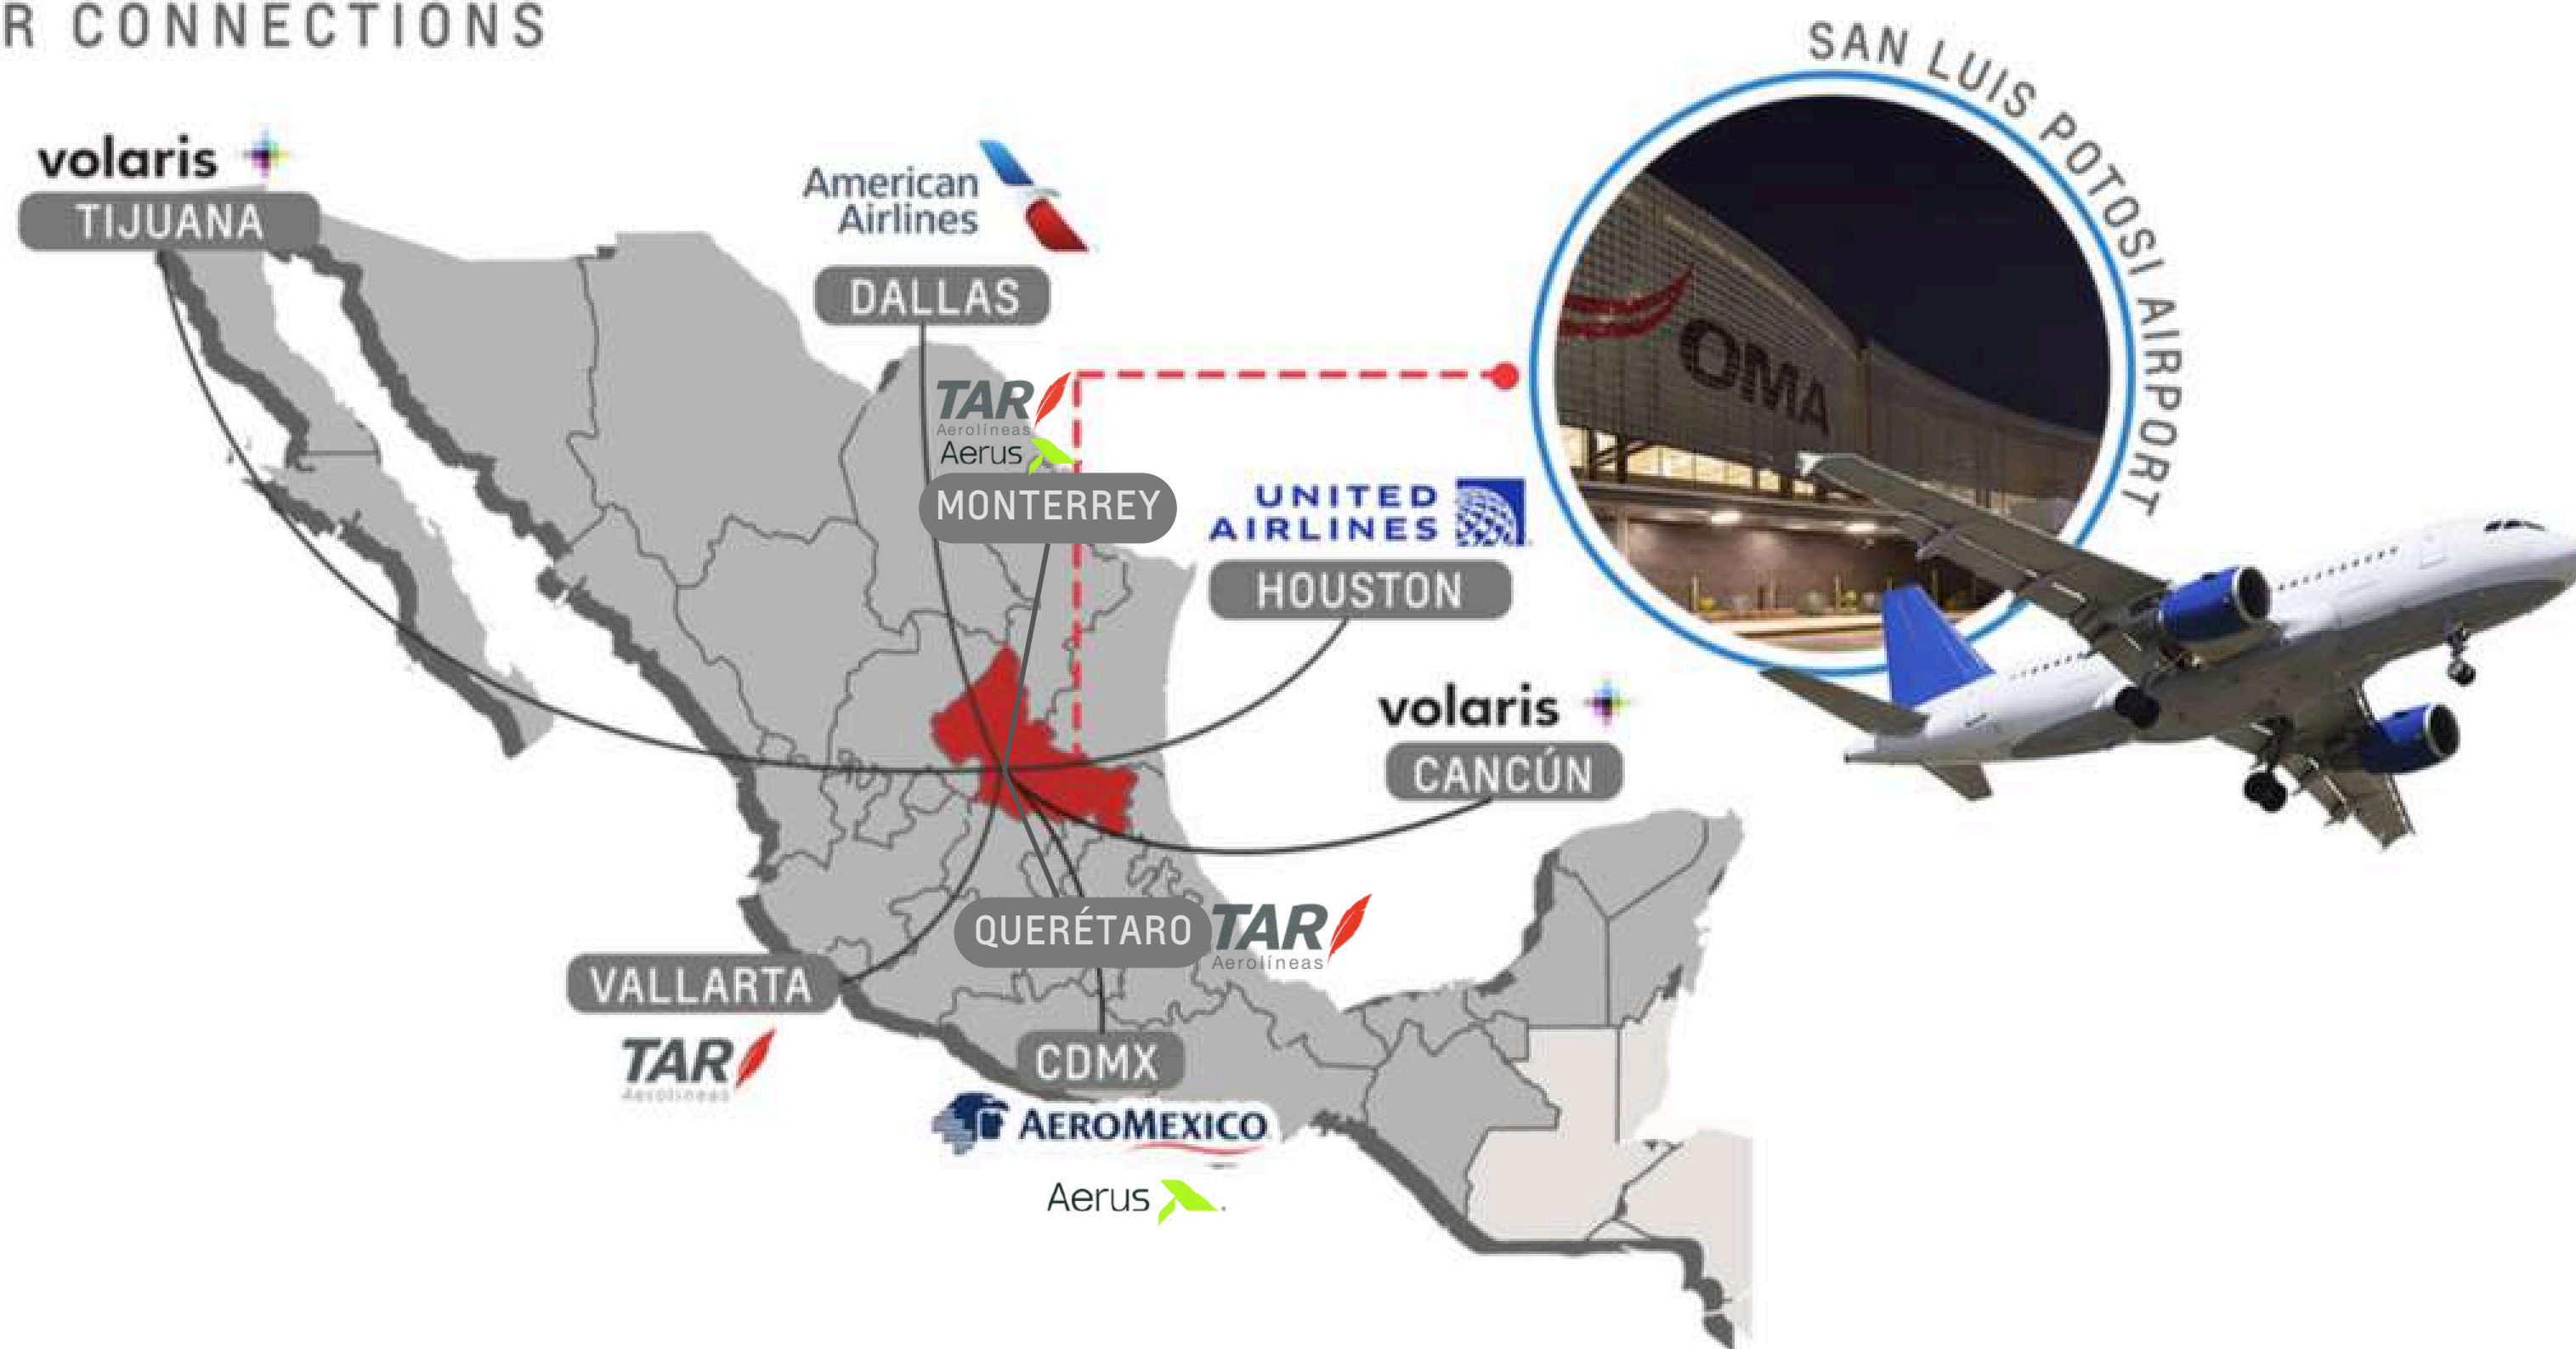 R CONNECTIONS
SAN LUIS POTOSI AIRPORT
volaris
TIJUANA
American
Airlines
DALLAS
TAR
Aerolíneas
Aerus
MONTERREY
OMA
UNITED
AIRLINES
HOUSTON
volaris
CANCÚN
QUERÉTARO
TAR
Aerolíneas
VALLARTA
TAR
Aerolíneas
CDMX
AEROMEXICO
Aerus